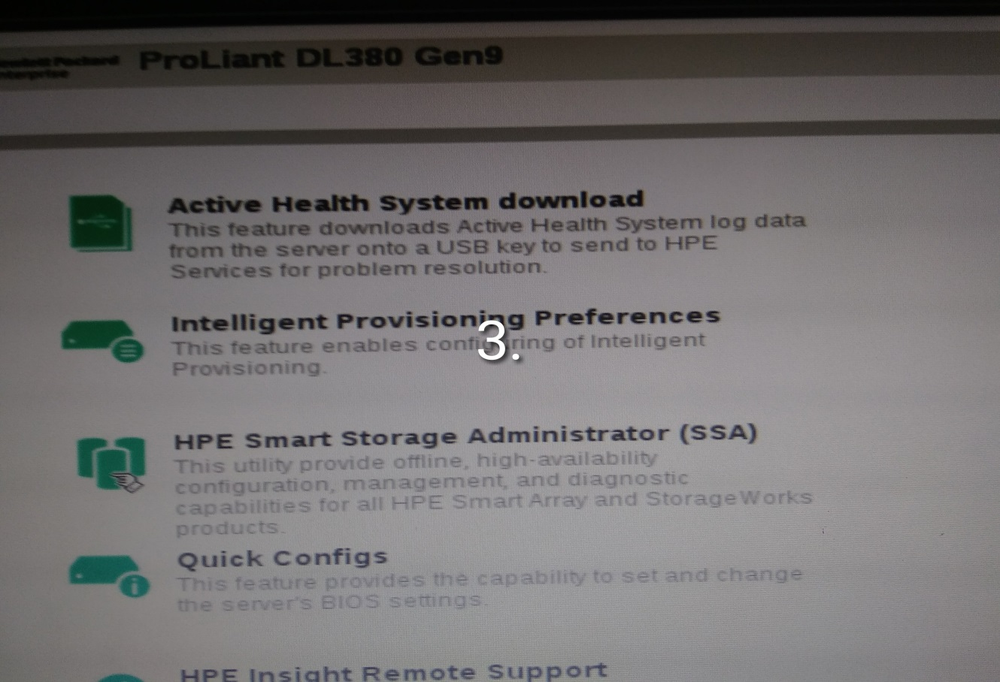 Hewlett Packard
Enterprise
ProLiant DL380 Gen9
Active Health System download
This feature downloads Active Health System log data
from the server onto a USB key to send to HPE
Services for problem resolution.
Intelligent Provisioning Preferences
This feature enables configuring of Intelligent
Provisioning.
3.
HPE Smart Storage Administrator (SSA)
This utility provide offline, high-availability
configuration, management, and diagnostic
capabilities for all HPE Smart Array and StorageWorks
products.
Quick Configs
This feature provides the capability to set and change
the server's BIOS settings.
HPE Insight Remote Support